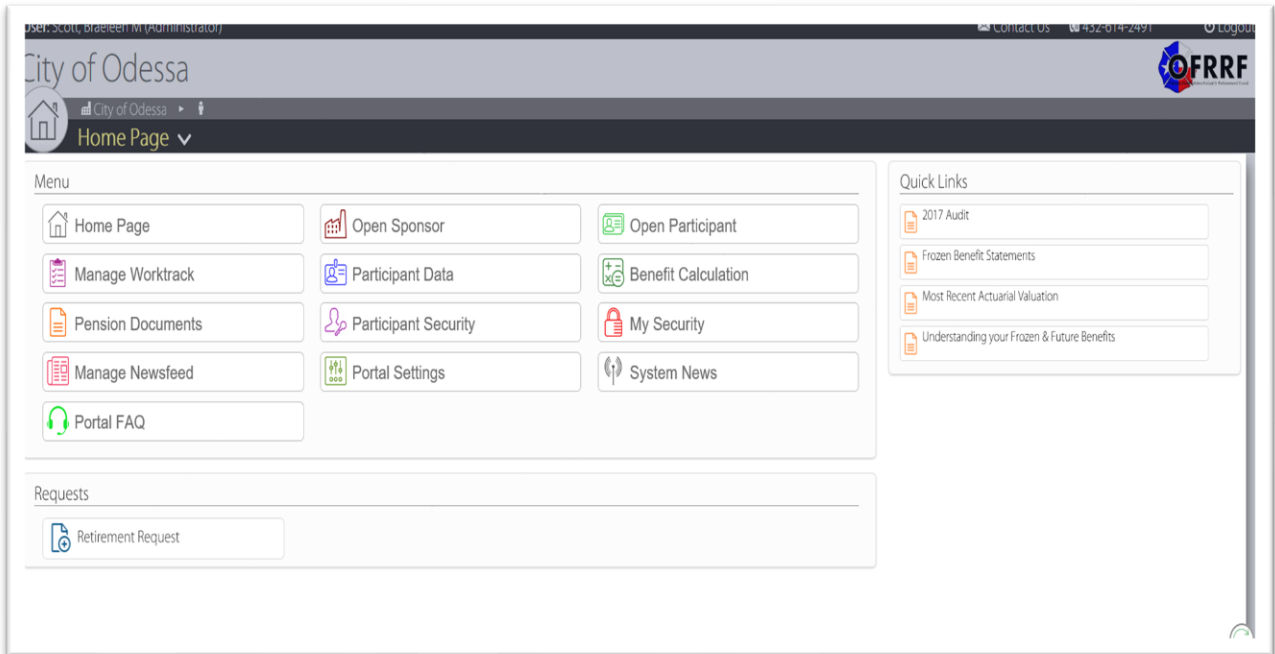 User: Scott, Braeleen M (Administrator)
Contact Us 432-614-2491 Logout
City of Odessa
OFRRF
City of Odessa
Home Page
Menu
Home Page Open Sponsor Open Participant
Manage Worktrack Participant Data Benefit Calculation
Pension Documents Participant Security My Security
Manage Newsfeed Portal Settings System News
Portal FAQ
Quick Links
2017 Audit
Frozen Benefit Statements
Most Recent Actuarial Valuation
Understanding your Frozen & Future Benefits
Requests
Retirement Request